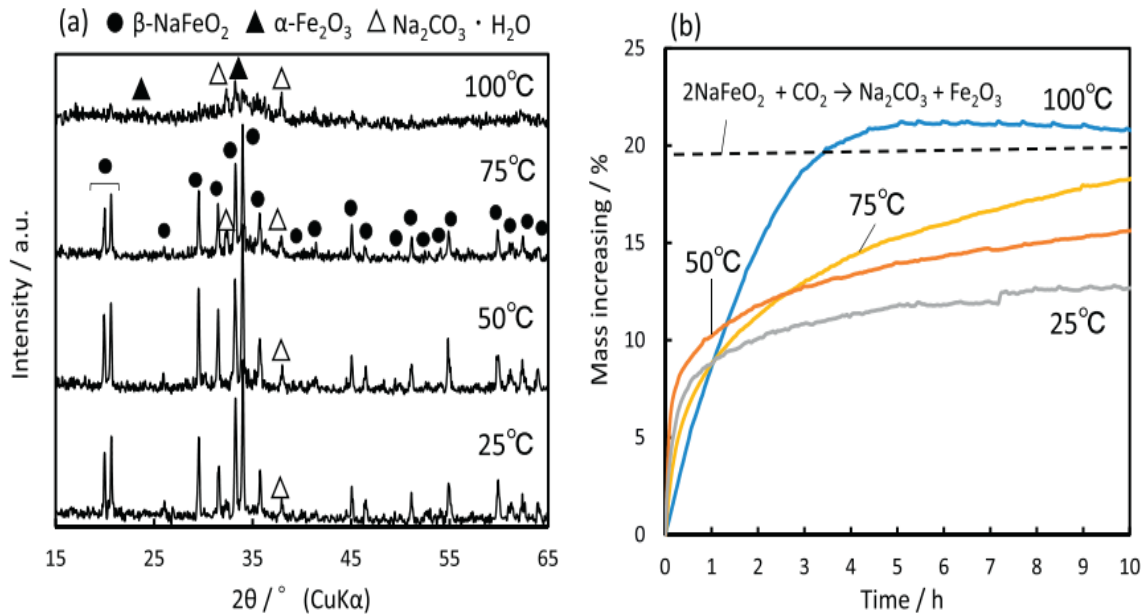 (a) ● β-NaFeO₂ ▲ α-Fe₂O₃ △ Na₂CO₃・H₂O
100℃
75℃
50℃
25℃
Intensity / a.u.
15 25 35 45 55 65
2θ / ° (CuKα)
(b)
25
20
15
10
5
0
2NaFeO₂ + CO₂ → Na₂CO₃ + Fe₂O₃
100℃
75℃
50℃
25℃
Mass increasing / %
0 1 2 3 4 5 6 7 8 9 10
Time / h